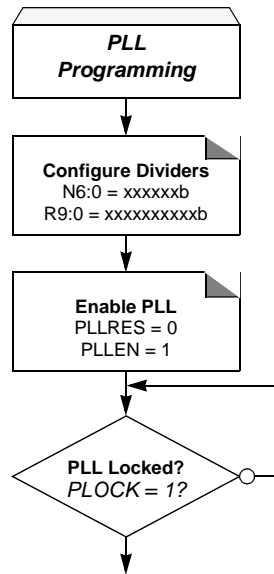 PLL
Programming
Configure Dividers
N6:0 = xxxxxxb
R9:0 = xxxxxxxxxxb
Enable PLL
PLLRES = 0
PLLEN = 1
PLL Locked?
PLOCK = 1?